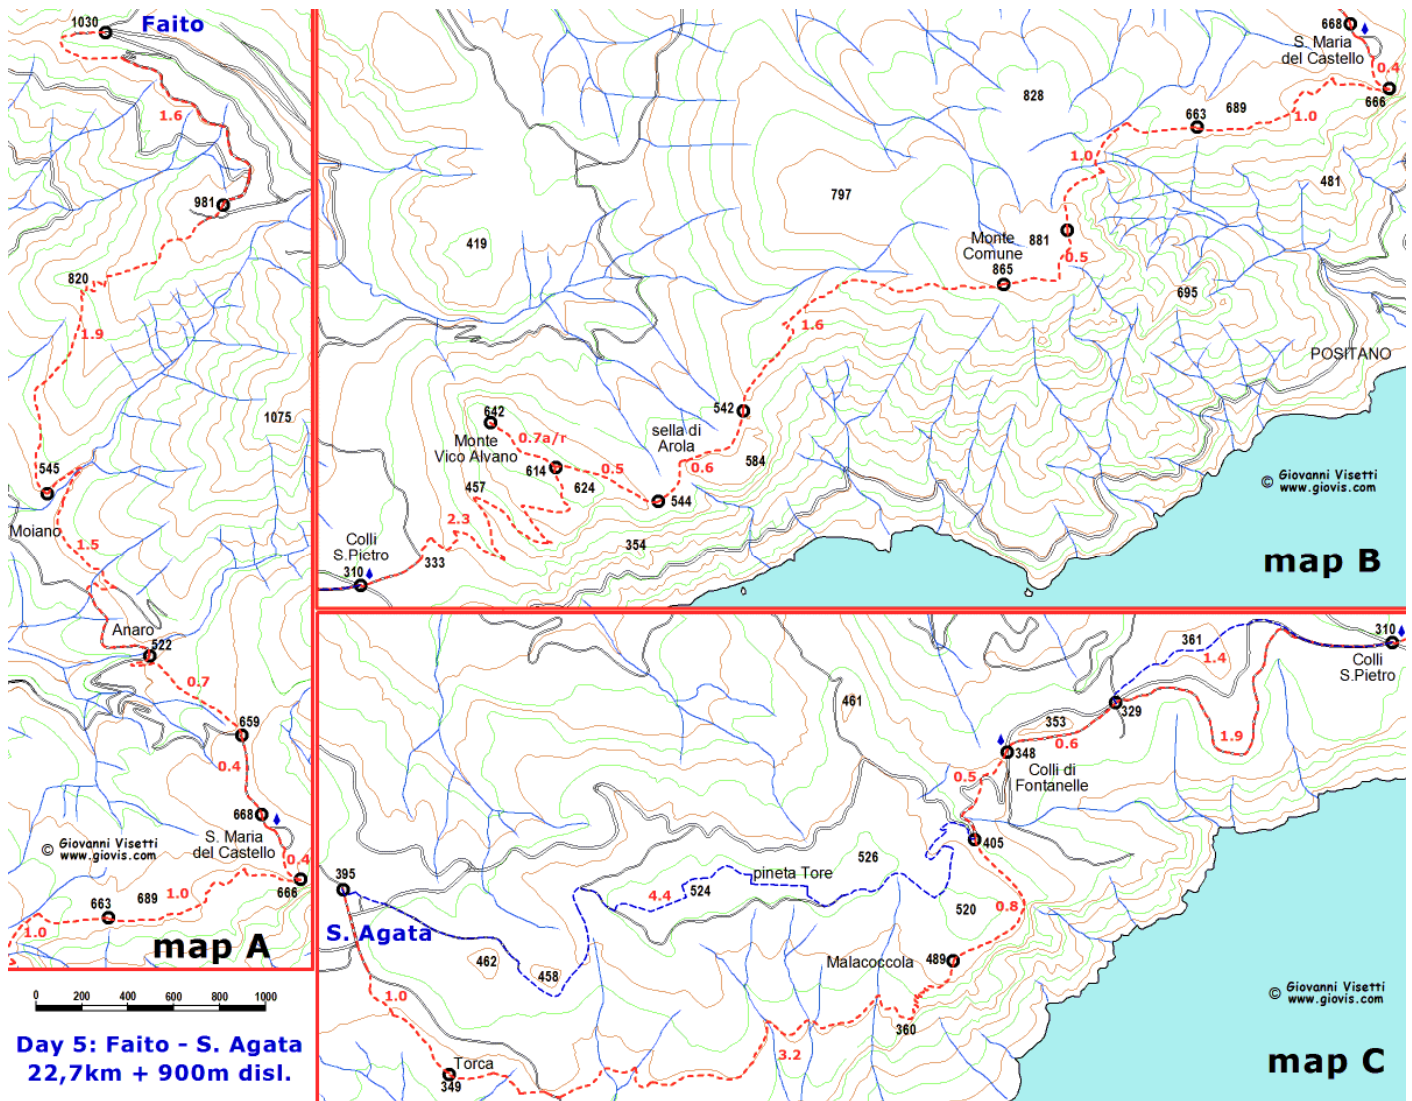 1030
Faito
1.6
981
820
1.9
1075
545
Moiano
1.5
Anaro
522
0.7
659
0.4
668
S. Maria
del Castello
© Giovanni Visetti
www.giovis.com
0.4
666
1.0
689
663
1.0
map A
0 200 400 600 800 1000
Day 5: Faito - S. Agata
22,7km + 900m disl.
668
S. Maria
del Castello
0.4
666
828
689
663
1.0
1.0
481
797
419
881
Monte
Comune
865
0.5
695
1.6
POSITANO
642
542
sella di
Arola
Monte
Vico Alvano
0.7a/r
614
0.5
0.6
584
624
457
544
© Giovanni Visetti
www.giovis.com
2.3
354
Colli
S.Pietro
333
310
map B
361
310
1.4
Colli
S.Pietro
461
329
353
0.6
1.9
348
0.5
Colli di
Fontanelle
405
526
pineta Tore
395
524
4.4
0.8
520
S. Agata
462
458
Malacoccola
489
1.0
360
© Giovanni Visetti
www.giovis.com
3.2
Torca
349
map C